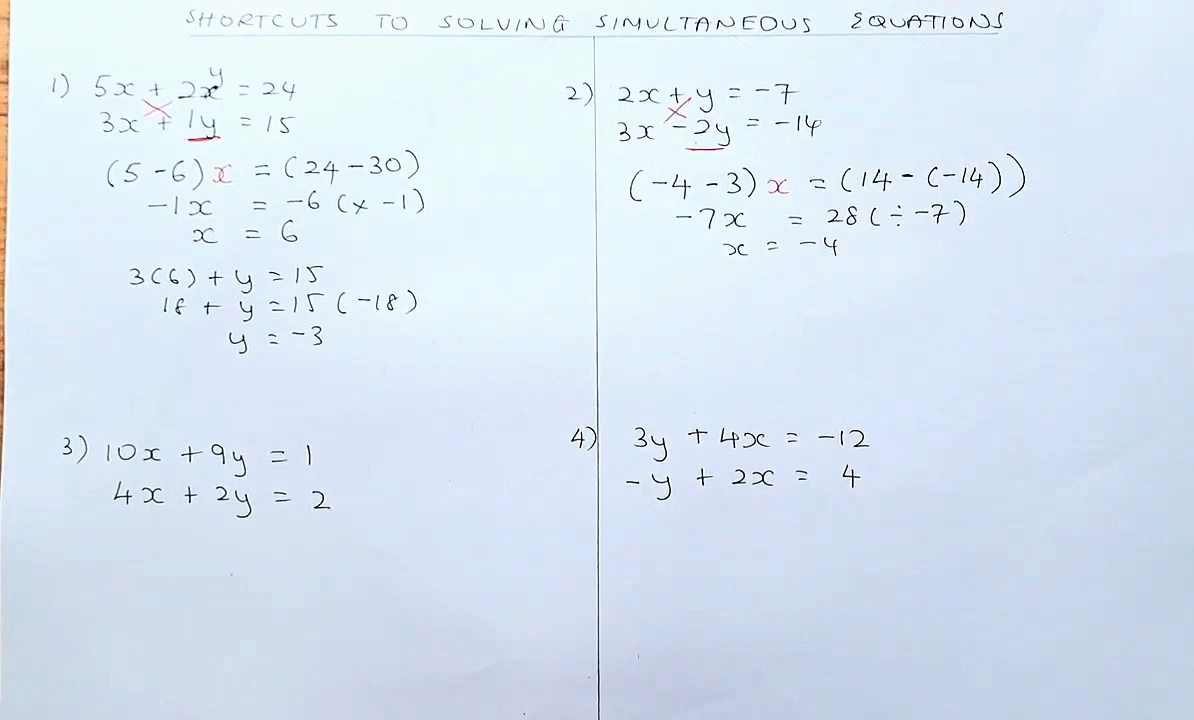 SHORTCUTS TO SOLVING SIMULTANEOUS EQUATIONS
1) 5x + 2y = 24
3x + 1y = 15
(5 - 6) x = (24 - 30)
-1x = -6 (x -1)
x = 6
3(6) + y = 15
18 + y = 15 (-18)
y = -3
2) 2x + y = -7
3x - 2y = -14
(-4 - 3) x = (14 - (-14))
-7x = 28 (÷ -7)
x = -4
3) 10x + 9y = 1
4x + 2y = 2
4) 3y + 4x = -12
-y + 2x = 4